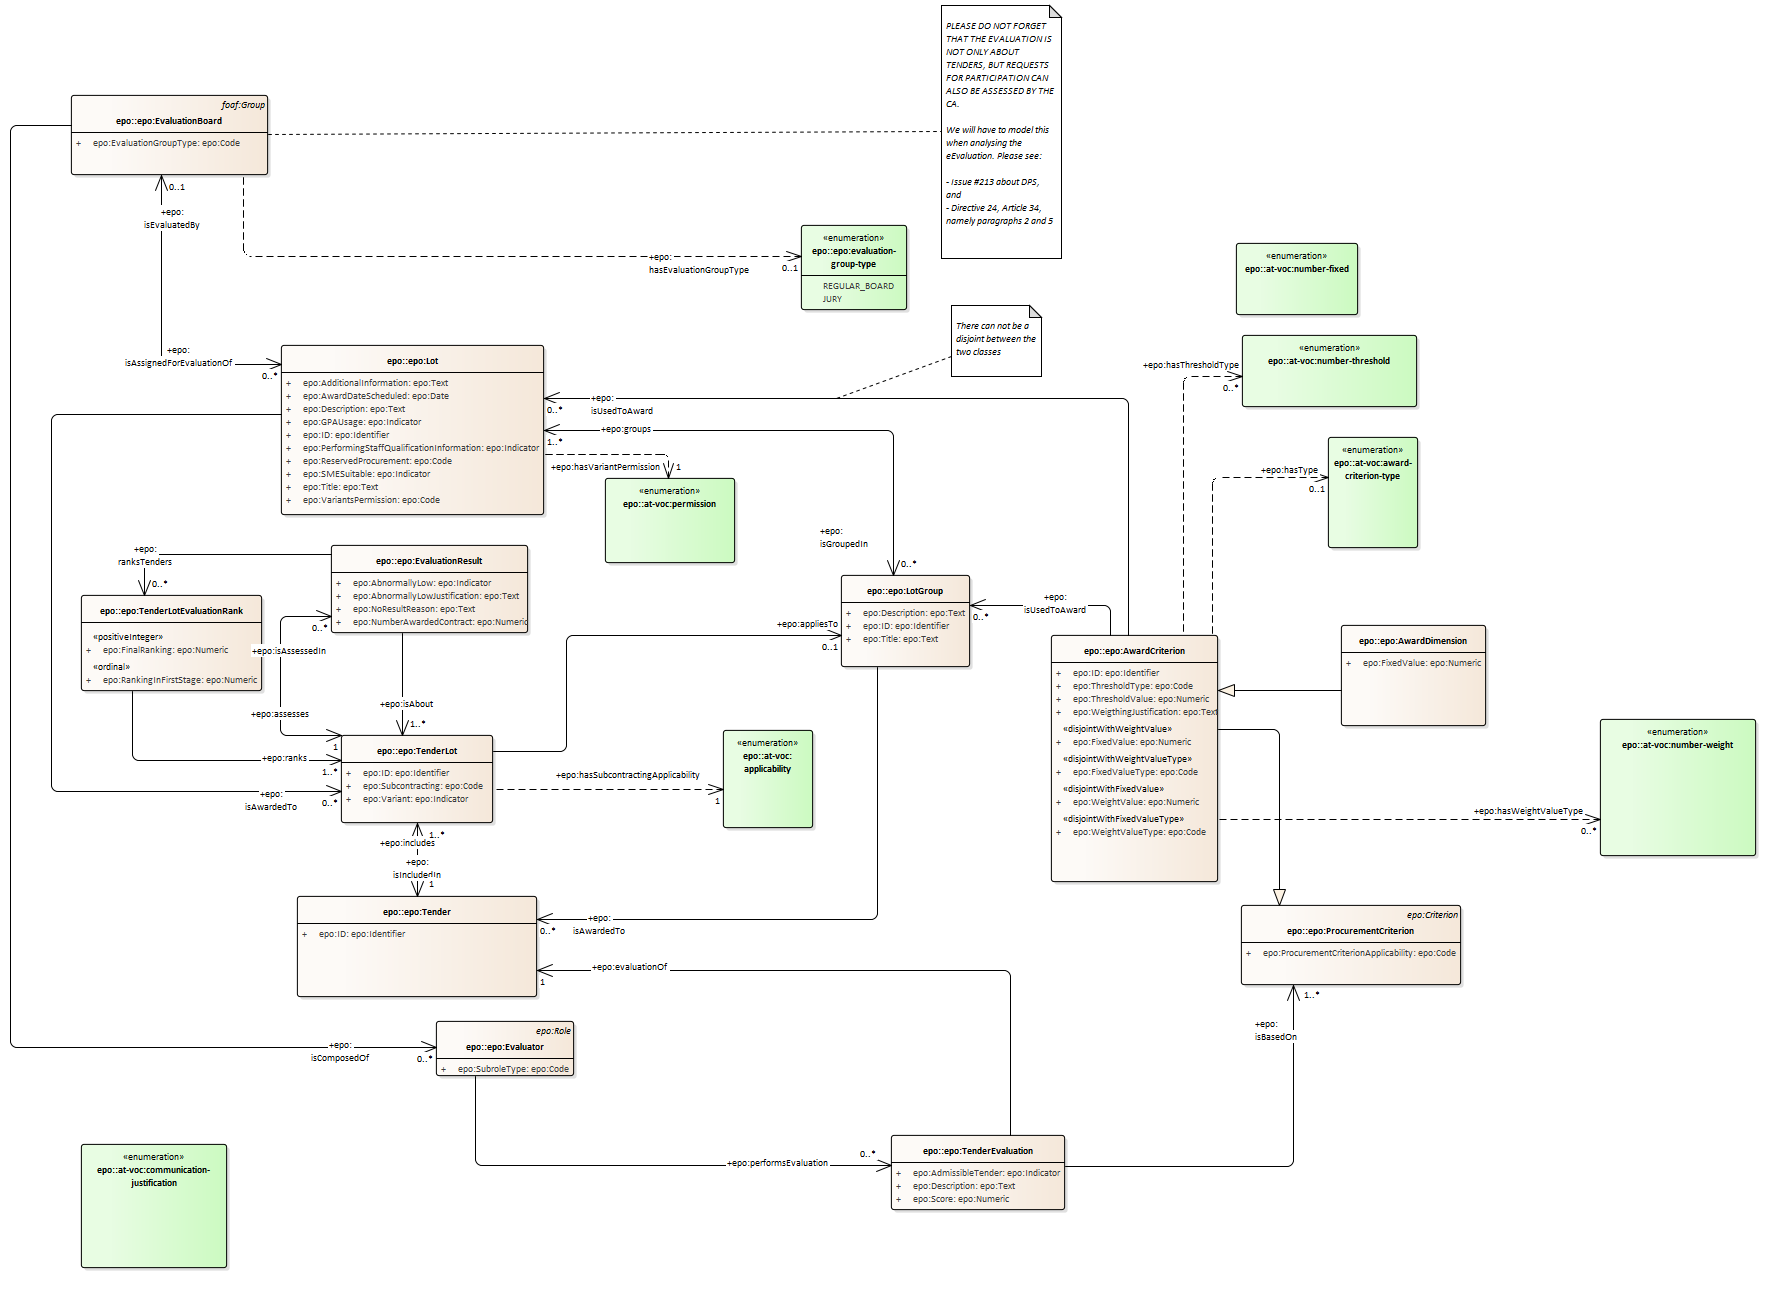 PLEASE DO NOT FORGET
THAT THE EVALUATION IS
NOT ONLY ABOUT
TENDERS, BUT REQUESTS
FOR PARTICIPATION CAN
ALSO BE ASSESSED BY THE
CA.
We will have to model this
when analysing the
eEvaluation. Please see:
- Issue #213 about DPS,
and
- Directive 24, Article 34,
namely paragraphs 2 and 5
foaf:Group
epo::epo:EvaluationBoard
+ epo:EvaluationGroupType: epo:Code
0..1
+epo:
isEvaluatedBy
+epo:
hasEvaluationGroupType
0..1
«enumeration»
epo::epo:evaluation-
group-type
REGULAR_BOARD
JURY
«enumeration»
epo::at-voc:number-fixed
There can not be a
disjoint between the
two classes
«enumeration»
epo::at-voc:number-threshold
+epo:hasThresholdType
0..*
+epo:
isAssignedForEvaluationOf
0..*
epo::epo:Lot
+ epo:AdditionalInformation: epo:Text
+ epo:AwardDateScheduled: epo:Date
+ epo:Description: epo:Text
+ epo:GPAUsage: epo:Indicator
+ epo:ID: epo:Identifier
+ epo:PerformingStaffQualificationInformation: epo:Indicator
+ epo:ReservedProcurement: epo:Code
+ epo:SMESuitable: epo:Indicator
+ epo:Title: epo:Text
+ epo:VariantsPermission: epo:Code
+epo:
isUsedToAward
0..*
+epo:groups
1..*
+epo:hasVariantPermission
1
«enumeration»
epo::at-voc:permission
«enumeration»
epo::at-voc:award-
criterion-type
+epo:hasType
0..1
+epo:
isGroupedIn
0..*
+epo:
ranksTenders
0..*
epo::epo:EvaluationResult
+ epo:AbnormallyLow: epo:Indicator
+ epo:AbnormallyLowJustification: epo:Text
+ epo:NoResultReason: epo:Text
+ epo:NumberAwardedContract: epo:Numeric
epo::epo:TenderLotEvaluationRank
«positiveInteger»
+ epo:FinalRanking: epo:Numeric
«ordinal»
+ epo:RankingInFirstStage: epo:Numeric
0..*
+epo:isAssessedIn
+epo:assesses
1
+epo:isAbout
1..*
+epo:appliesTo
0..1
epo::epo:LotGroup
+ epo:Description: epo:Text
+ epo:ID: epo:Identifier
+ epo:Title: epo:Text
+epo:
isUsedToAward
0..*
epo::epo:AwardCriterion
+ epo:ID: epo:Identifier
+ epo:ThresholdType: epo:Code
+ epo:ThresholdValue: epo:Numeric
+ epo:WeigthingJustification: epo:Text
«disjointWithWeightValue»
+ epo:FixedValue: epo:Numeric
«disjointWithWeightValueType»
+ epo:FixedValueType: epo:Code
«disjointWithFixedValue»
+ epo:WeightValue: epo:Numeric
«disjointWithFixedValueType»
+ epo:WeightValueType: epo:Code
epo::epo:AwardDimension
+ epo:FixedValue: epo:Numeric
«enumeration»
epo::at-voc:number-weight
+epo:hasWeightValueType
0..*
+epo:ranks
1..*
+epo:
isAwardedTo
0..*
epo::epo:TenderLot
+ epo:ID: epo:Identifier
+ epo:Subcontracting: epo:Code
+ epo:Variant: epo:Indicator
+epo:hasSubcontractingApplicability
1
«enumeration»
epo::at-voc:
applicability
1..*
+epo:includes
+epo:
isIncludedIn
1
epo::epo:Tender
+ epo:ID: epo:Identifier
+epo:
isAwardedTo
0..*
+epo:evaluationOf
1
epo:Criterion
epo::epo:ProcurementCriterion
+ epo:ProcurementCriterionApplicability: epo:Code
1..*
+epo:
isBasedOn
+epo:
isComposedOf
0..*
epo:Role
epo::epo:Evaluator
+ epo:SubroleType: epo:Code
+epo:performsEvaluation
0..*
epo::epo:TenderEvaluation
+ epo:AdmissibleTender: epo:Indicator
+ epo:Description: epo:Text
+ epo:Score: epo:Numeric
«enumeration»
epo::at-voc:communication-
justification